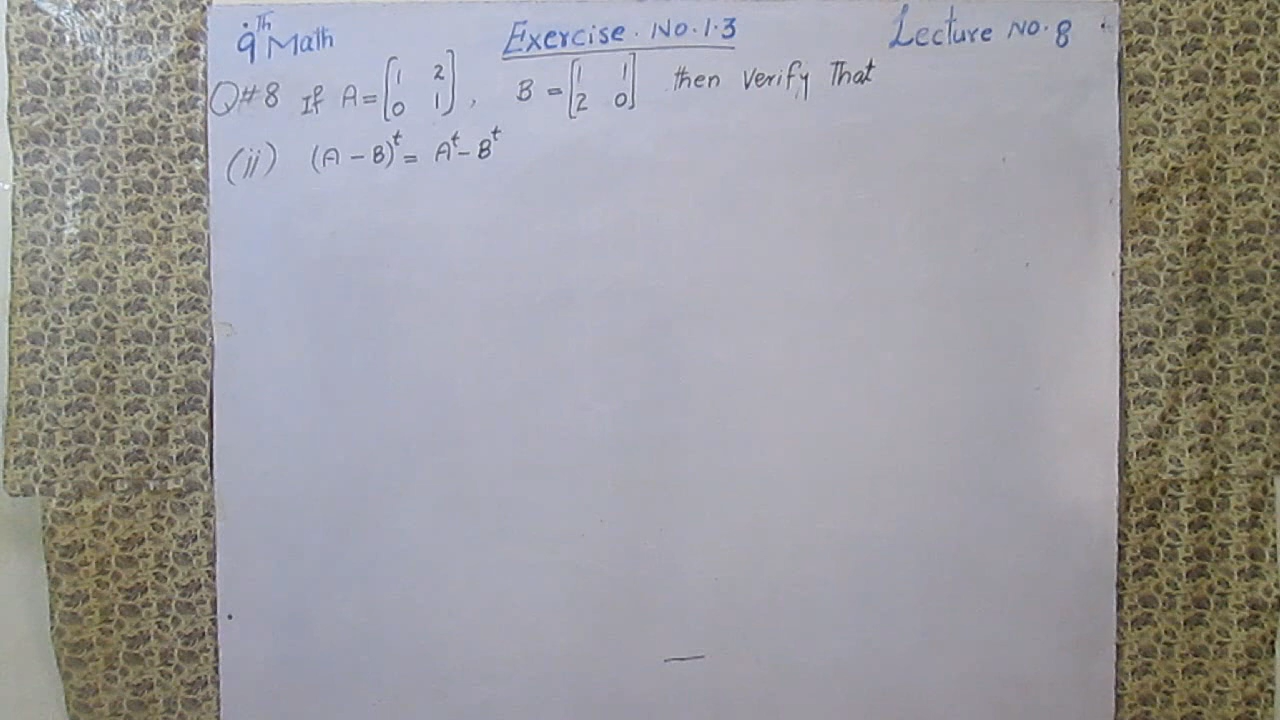 9th Math Exercise. No. 1.3 Lecture No. 8
Q#8 If A = [1 2
0 1], B = [1 1
2 0] then verify That
(ii) (A - B)^t = A^t - B^t